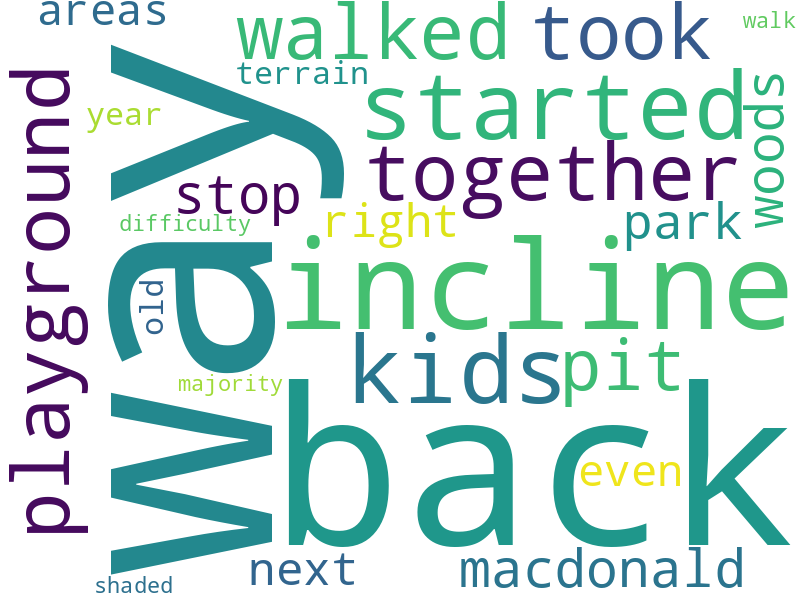 areas
walked
took
walk
terrain
playground
way
year
started
woods
together
stop
right
park
difficulty
incline
old
kids
pit
majority
back
even
next
macdonald
shaded